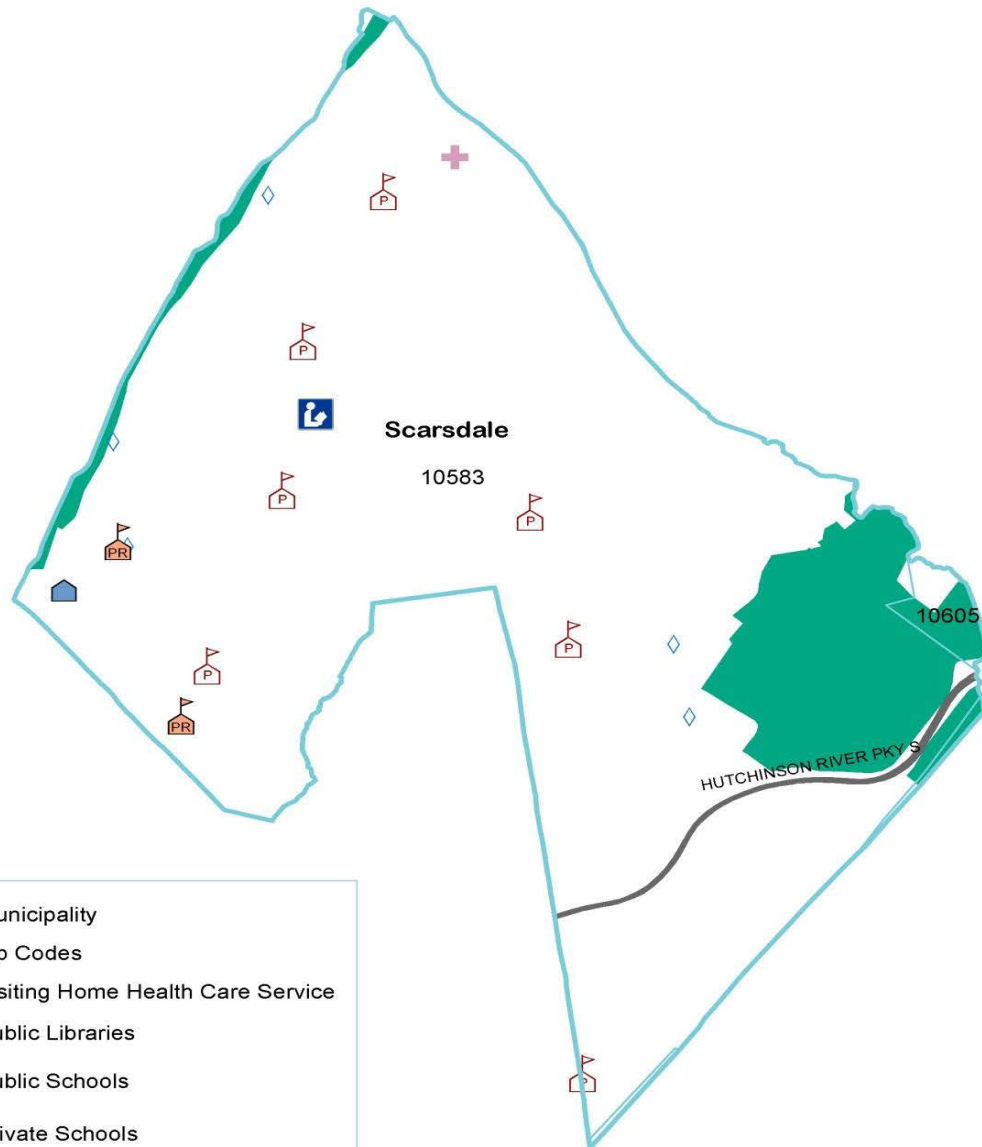 P
P
Scarsdale
10583
P
P
PR
10605
P
P
PR
HUTCHINSON RIVER PKY S
unicipality
p Codes
siting Home Health Care Service
ublic Libraries
ublic Schools
P
ivate Schools